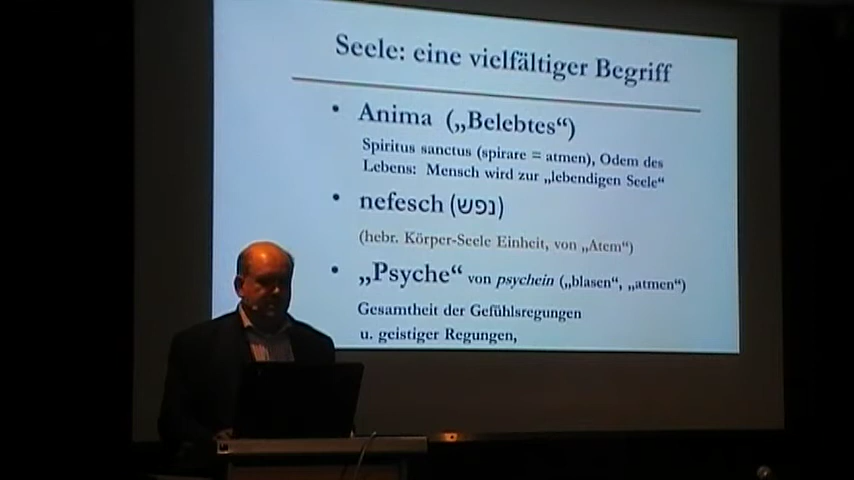 Seele: eine vielfältiger Begriff
• Anima („Belebtes“)
Spiritus sanctus (spirare = atmen), Odem des
Lebens: Mensch wird zur „lebendigen Seele“
• nefesch (נפש)
(hebr. Körper-Seele Einheit, von „Atem“)
• „Psyche“ von psychein („blasen“, „atmen“)
Gesamtheit der Gefühlsregungen
u. geistiger Regungen,